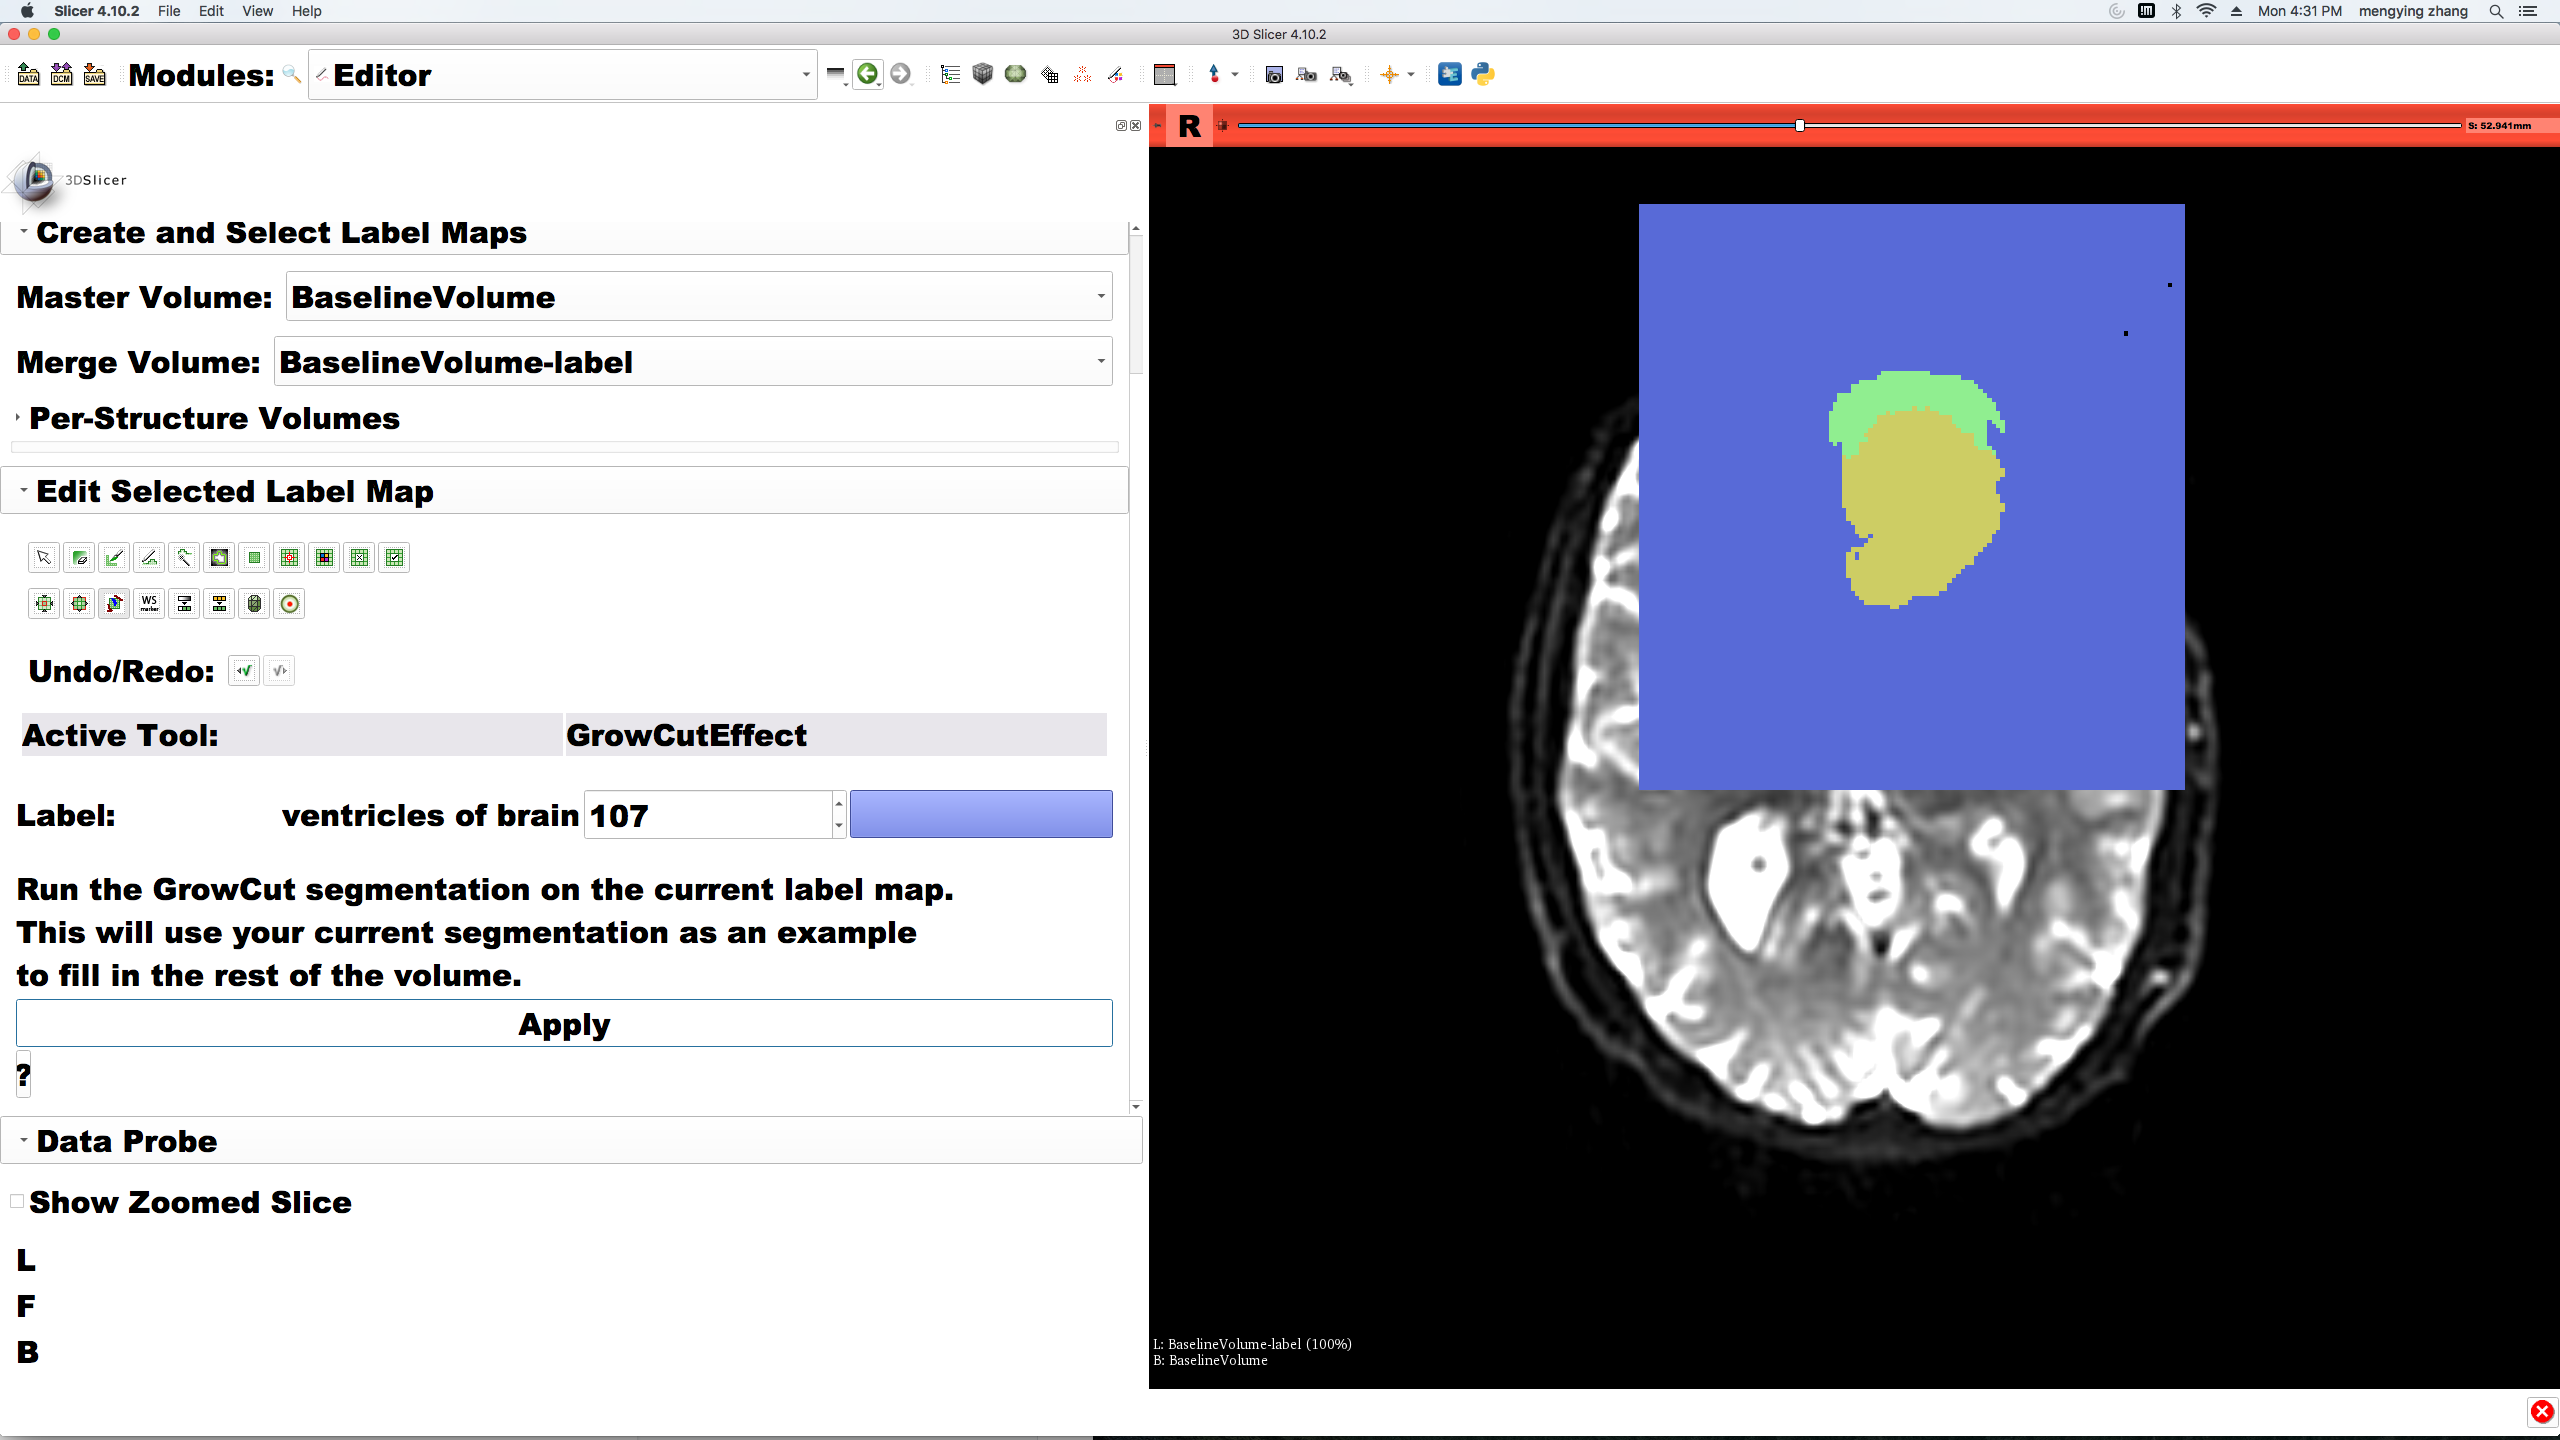 Slicer 4.10.2 File Edit View Help Mon 4:31 PM mengying zhang
3D Slicer 4.10.2
DATA DCM SAVE Modules: Editor
R S: 52.941mm
3DSlicer
Create and Select Label Maps
Master Volume: BaselineVolume
Merge Volume: BaselineVolume-label
Per-Structure Volumes
Edit Selected Label Map
WS
marker
Undo/Redo:
Active Tool: GrowCutEffect
Label: ventricles of brain 107
Run the GrowCut segmentation on the current label map.
This will use your current segmentation as an example
to fill in the rest of the volume.
Apply
?
Data Probe
Show Zoomed Slice
L
F
B
L: BaselineVolume-label (100%)
B: BaselineVolume